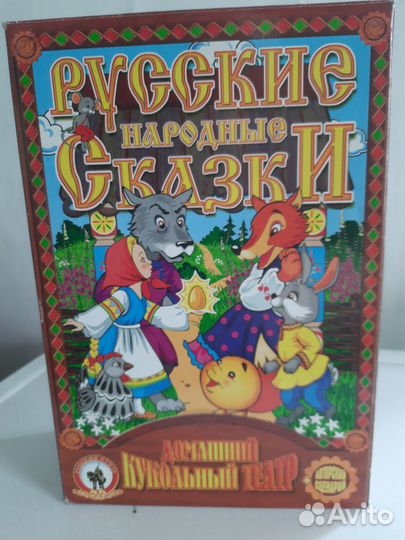 Русские
народные
Сказки
Домашний
кукольный театр
+
Avito